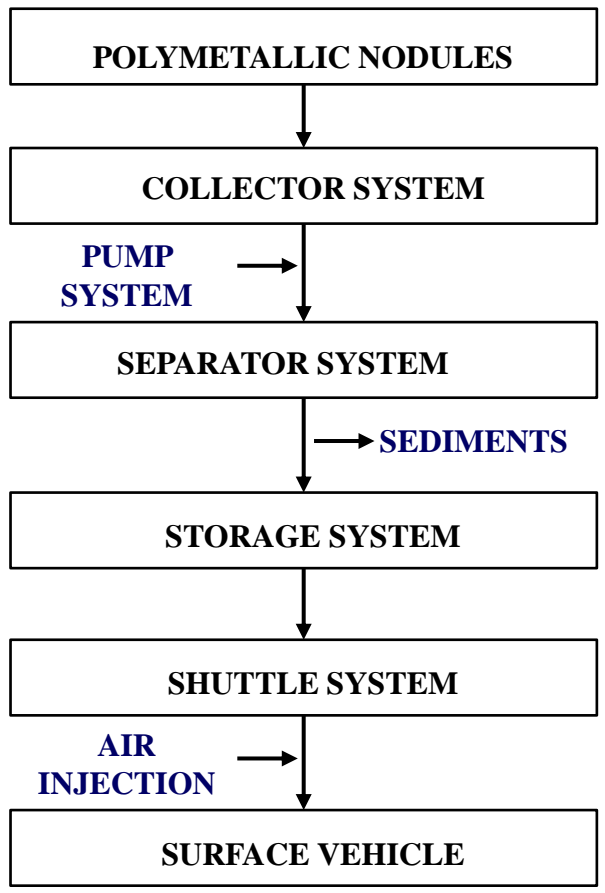 POLYMETALLIC NODULES
COLLECTOR SYSTEM
PUMP
SYSTEM
SEPARATOR SYSTEM
SEDIMENTS
STORAGE SYSTEM
SHUTTLE SYSTEM
AIR
INJECTION
SURFACE VEHICLE